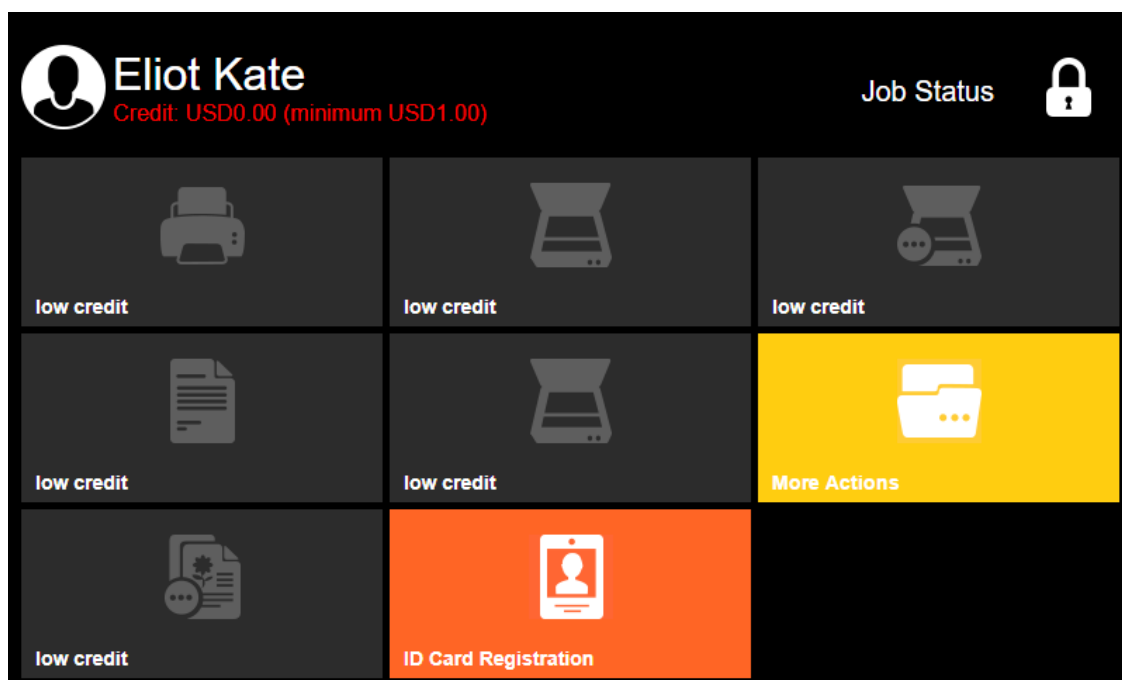 Eliot Kate
Credit: USD0.00 (minimum USD1.00)
Job Status
low credit
low credit
low credit
low credit
low credit
More Actions
low credit
ID Card Registration